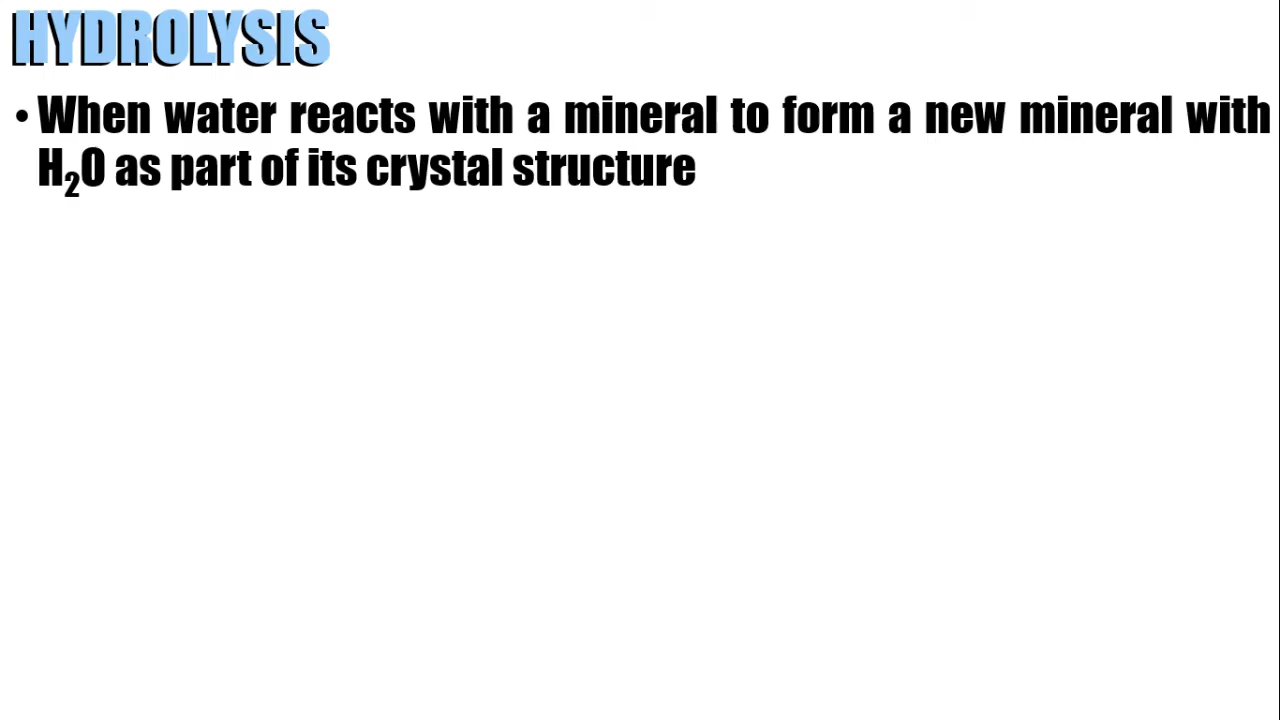 HYDROLYSIS
• When water reacts with a mineral to form a new mineral with
H₂O as part of its crystal structure